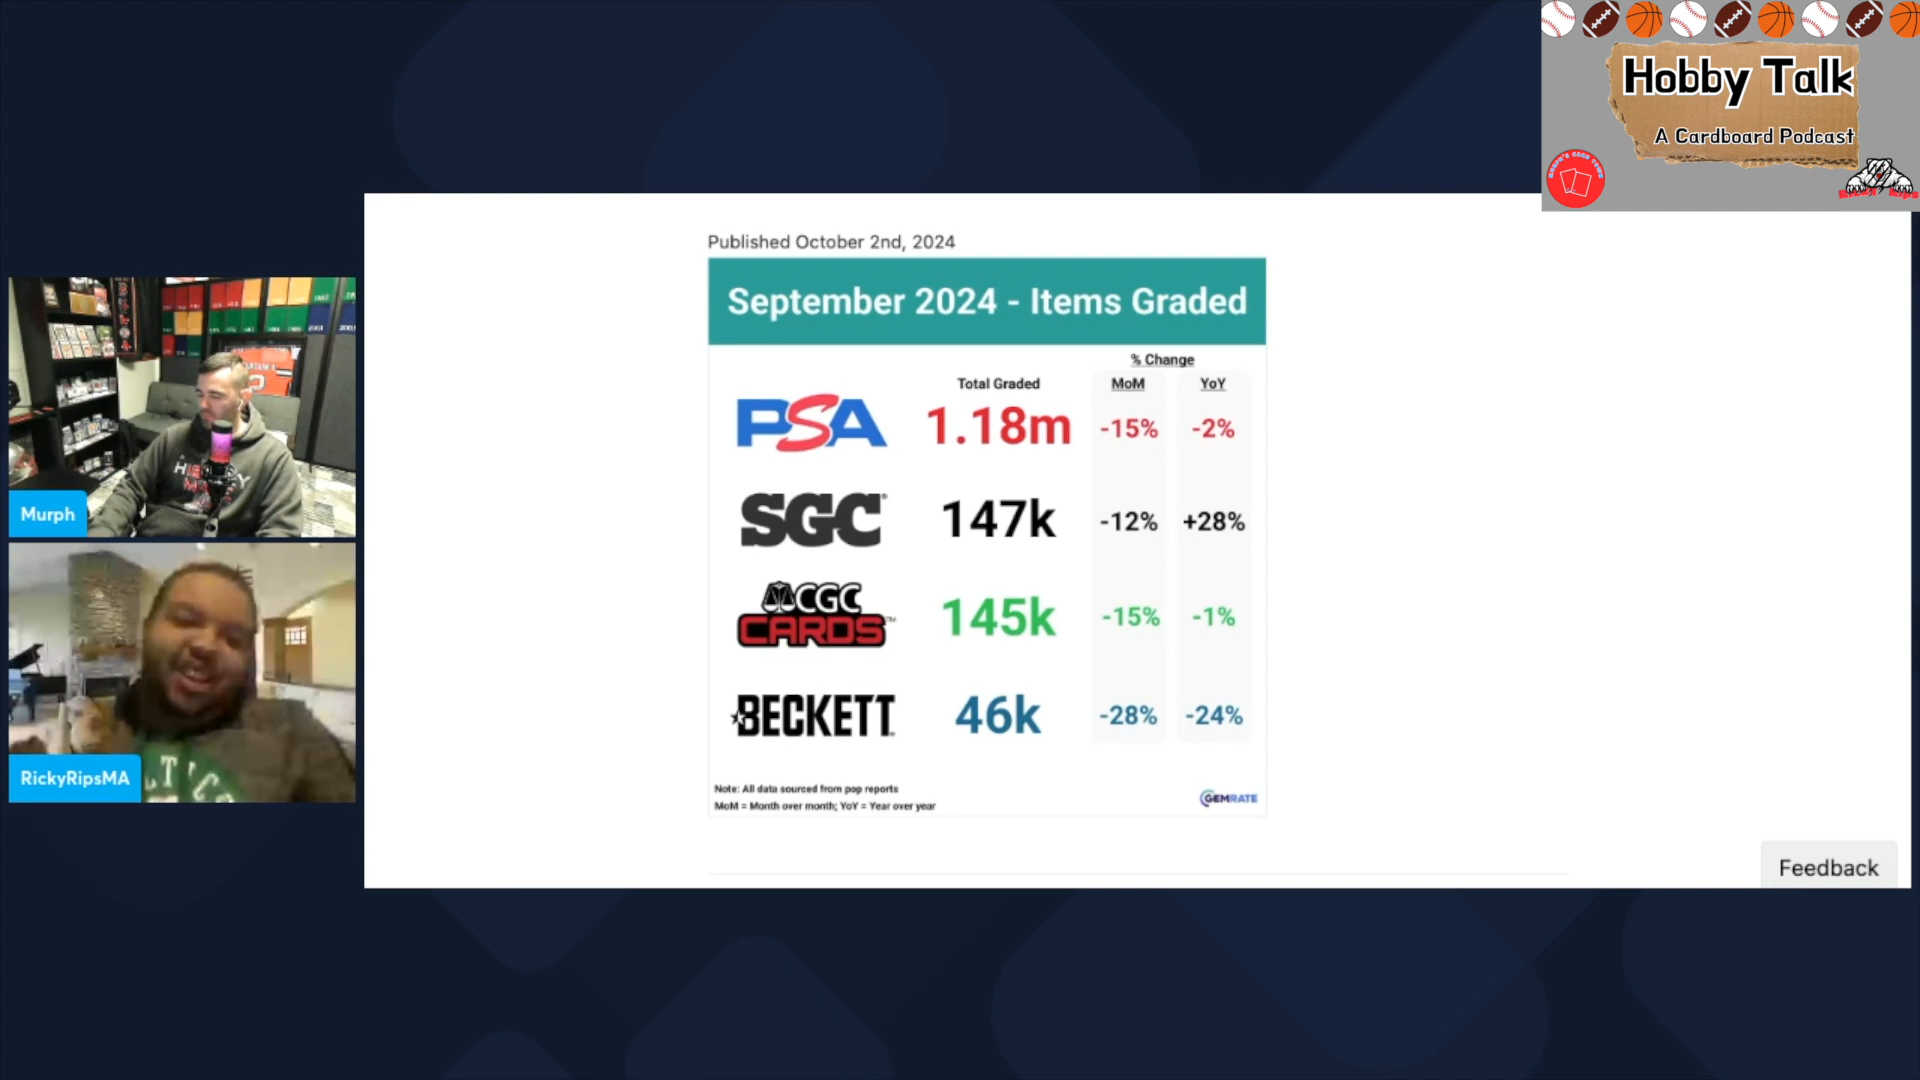 Hobby Talk
A Cardboard Podcast
Published October 2nd, 2024
September 2024 - Items Graded
% Change
Total Graded MoM YoY
PSA 1.18m -15% -2%
SGC 147k -12% +28%
CGC CARDS™ 145k -15% -1%
BECKETT 46k -28% -24%
Note: All data sourced from pop reports
MoM = Month over month; YoY = Year over year
GEMRATE
Feedback
Murph
RickyRipsMA